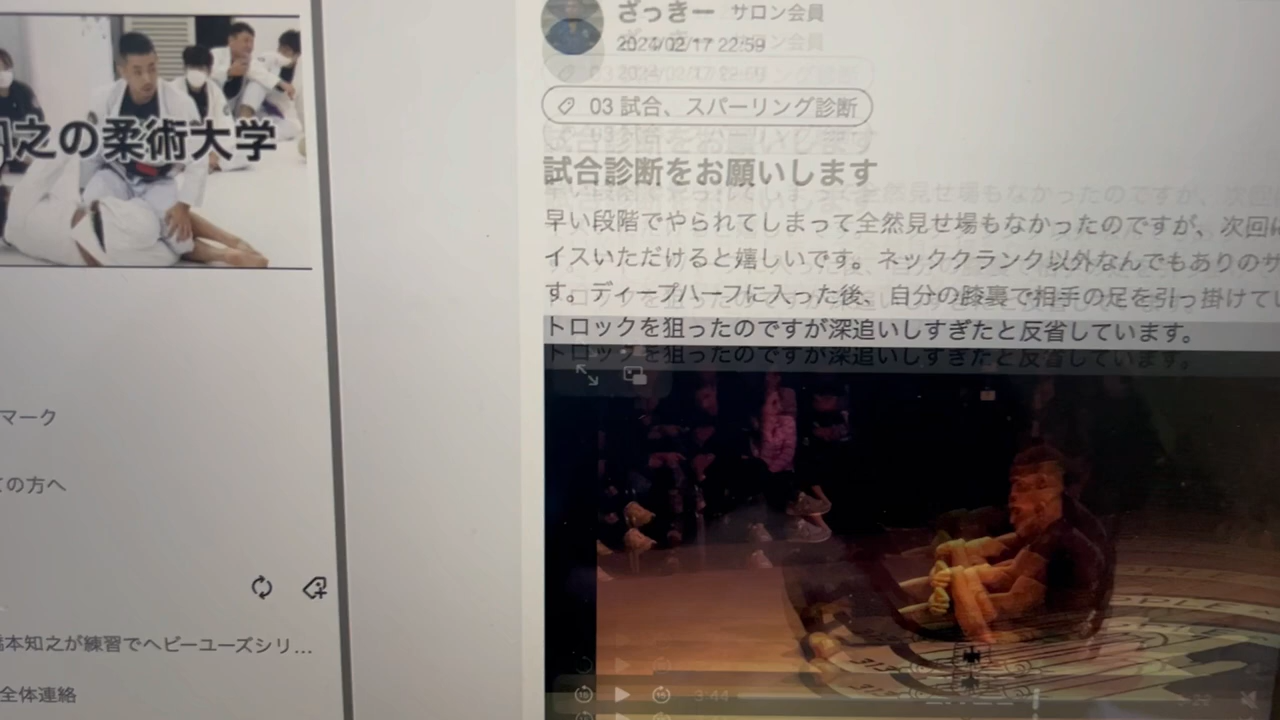 之の柔術大学
マーク
の方へ
本知之が練習でヘビーユーズシリ…
全体連絡
ざっきー サロン会員
2024/02/17 22:59
03 試合、スパーリング診断
試合診断をお願いします
早い段階でやられてしまって全然見せ場もなかったのですが、次回に
イスいただけると嬉しいです。ネッククランク以外なんでもありのサ
す。ディープハーフに入った後、自分の膝裏で相手の足を引っ掛けてい
トロックを狙ったのですが深追いしすぎたと反省しています。
3:44